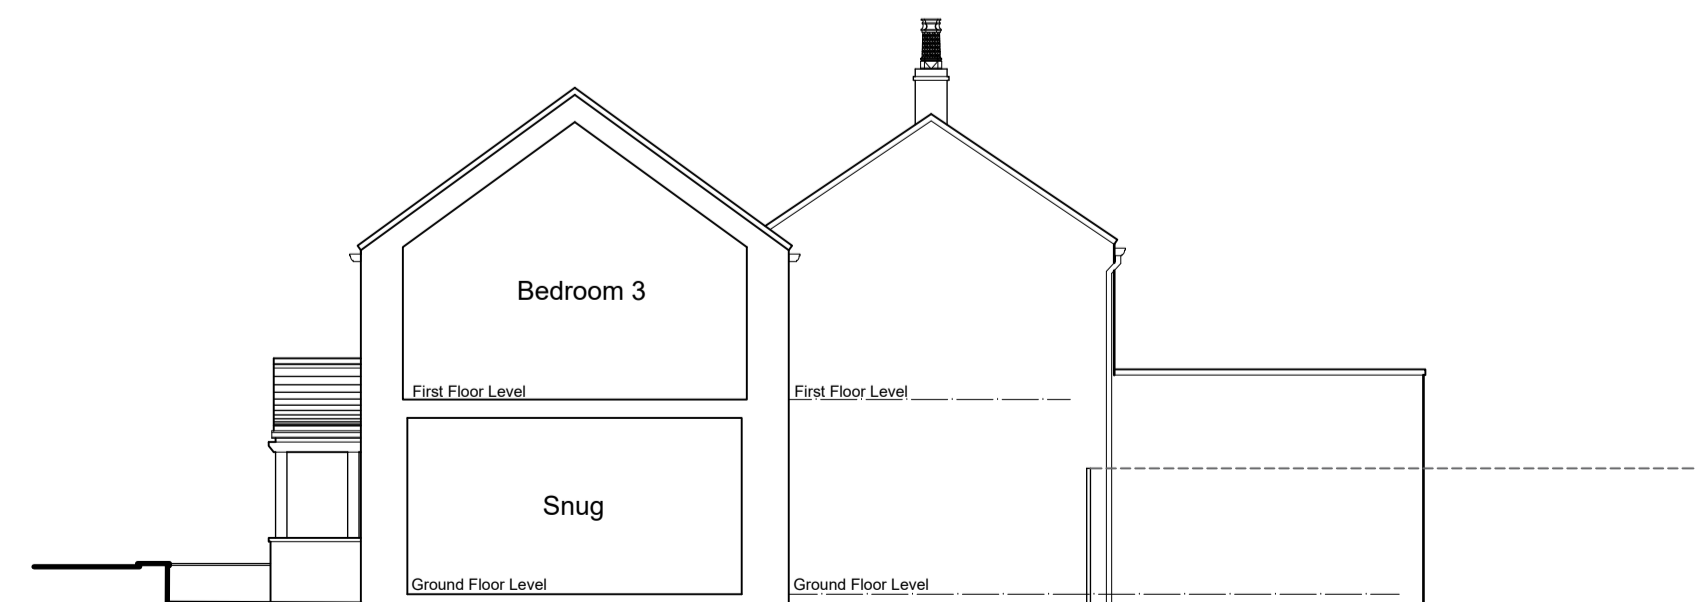 Bedroom 3
First Floor Level
First Floor Level
Snug
Ground Floor Level
Ground Floor Level